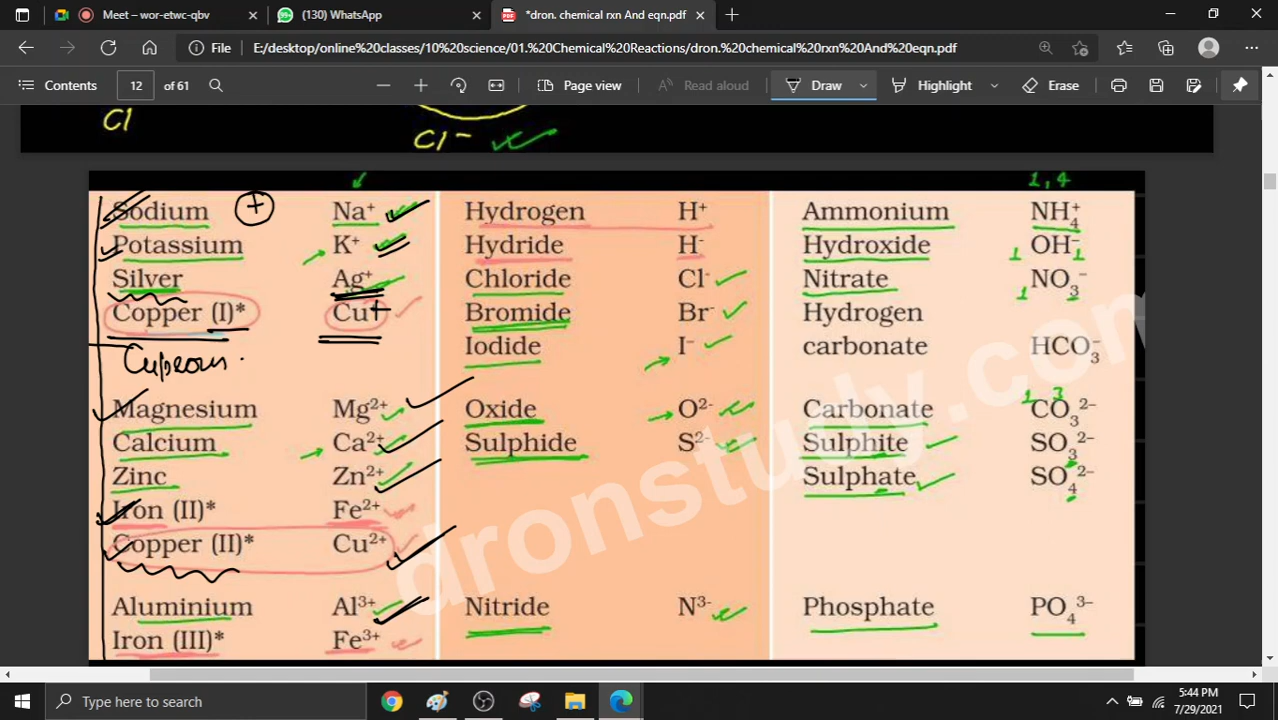 Meet – wor-etwc-qbv
(130) WhatsApp
*dron. chemical rxn And eqn.pdf
File E:/desktop/online%20classes/10%20science/01.%20Chemical%20Reactions/dron.%20chemical%20rxn%20And%20eqn.pdf
Contents 12 of 61 Page view Read aloud Draw Highlight Erase
Cl
Cl⁻
1, 4
Sodium + Na⁺ Hydrogen H⁺ Ammonium NH₄⁺
Potassium K⁺ Hydride H⁻ Hydroxide 1 OH⁻ 1
Silver Ag⁺ Chloride Cl⁻ Nitrate 1 NO₃⁻
Copper (I)* Cu+ Bromide Br⁻ Hydrogen
Iodide I⁻ carbonate HCO₃⁻
1 3
Magnesium Mg²⁺ Oxide O²⁻ Carbonate CO₃²⁻
Calcium Ca²⁺ Sulphide S²⁻ Sulphite SO₃²⁻
Zinc Zn²⁺ Sulphate SO₄²⁻
Iron (II)* Fe²⁺
Copper (II)* Cu²⁺
Aluminium Al³⁺ Nitride N³⁻ Phosphate PO₄³⁻
Iron (III)* Fe³⁺
dronstudy.com
Type here to search
5:44 PM
7/29/2021